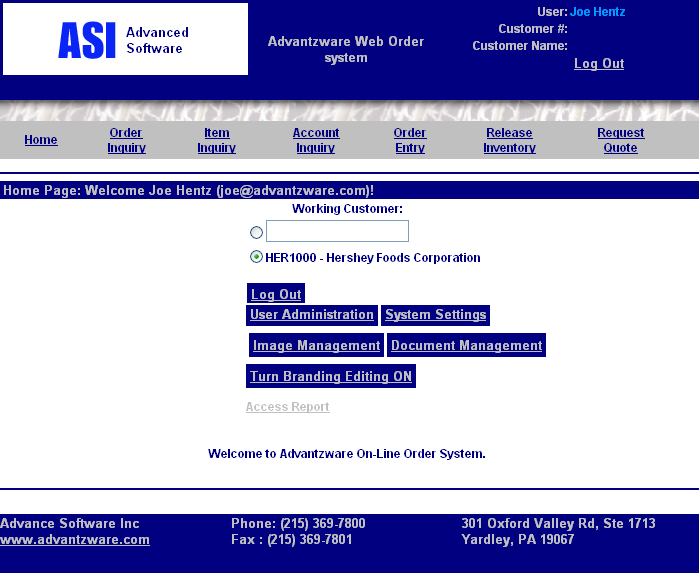 ASI Advanced
Software
Advantzware Web Order
system
User: Joe Hentz
Customer #:
Customer Name:
Log Out
Home
Order
Inquiry
Item
Inquiry
Account
Inquiry
Order
Entry
Release
Inventory
Request
Quote
Home Page: Welcome Joe Hentz (joe@advantzware.com)!
Working Customer:
HER1000 - Hershey Foods Corporation
Log Out
User Administration System Settings
Image Management Document Management
Turn Branding Editing ON
Access Report
Welcome to Advantzware On-Line Order System.
Advance Software Inc
www.advantzware.com
Phone: (215) 369-7800
Fax : (215) 369-7801
301 Oxford Valley Rd, Ste 1713
Yardley, PA 19067